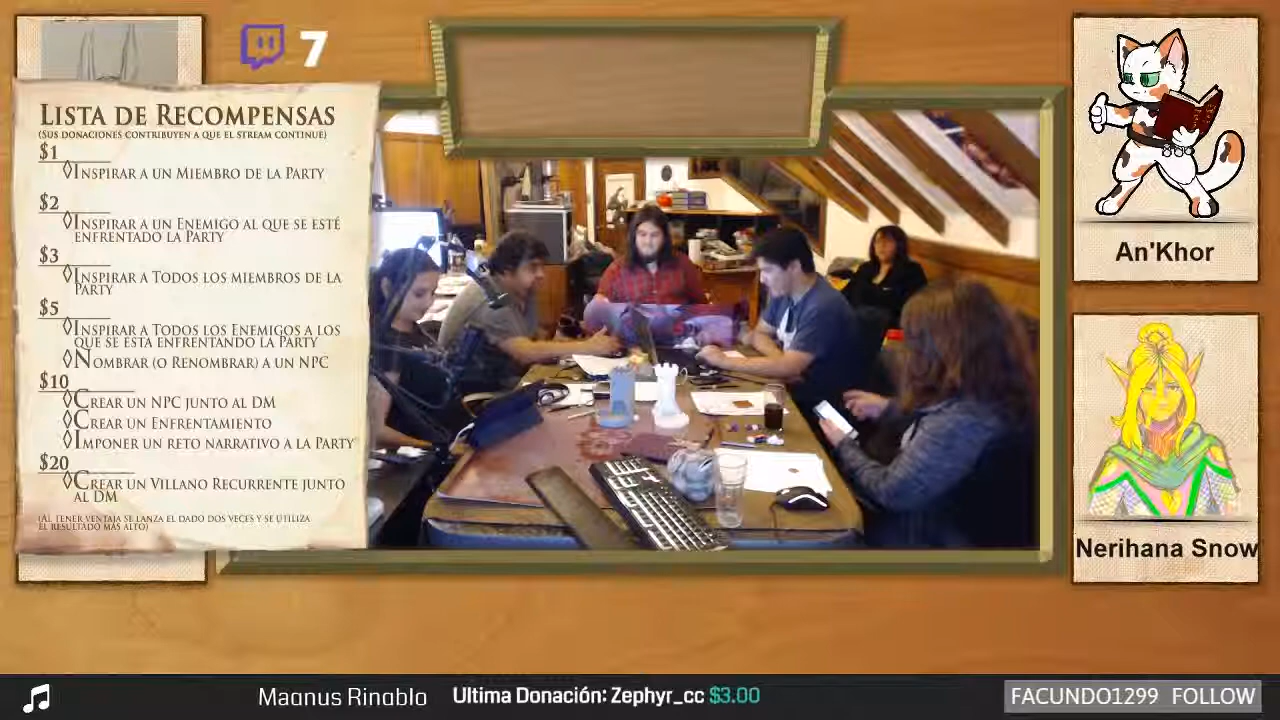 7
LISTA DE RECOMPENSAS
(SUS DONACIONES CONTRIBUYEN A QUE EL STREAM CONTINUE)
$1
◊INSPIRAR A UN MIEMBRO DE LA PARTY
$2
◊INSPIRAR A UN ENEMIGO AL QUE SE ESTÉ
ENFRENTADO LA PARTY
$3
◊INSPIRAR A TODOS LOS MIEMBROS DE LA
PARTY
$5
◊INSPIRAR A TODOS LOS ENEMIGOS A LOS
QUE SE ESTA ENFRENTANDO LA PARTY
◊NOMBRAR (O RENOMBRAR) A UN NPC
$10
◊CREAR UN NPC JUNTO AL DM
◊CREAR UN ENFRENTAMIENTO
◊IMPONER UN RETO NARRATIVO A LA PARTY
$20
◊CREAR UN VILLANO RECURRENTE JUNTO
AL DM
(AL TENER VENTAJA SE LANZA EL DADO DOS VECES Y SE UTILIZA
EL RESULTADO MÁS ALTO)
An'Khor
Nerihana Snow
Magnus Ringblo
Ultima Donación: Zephyr_cc $3.00
FACUNDO1299 FOLLOW